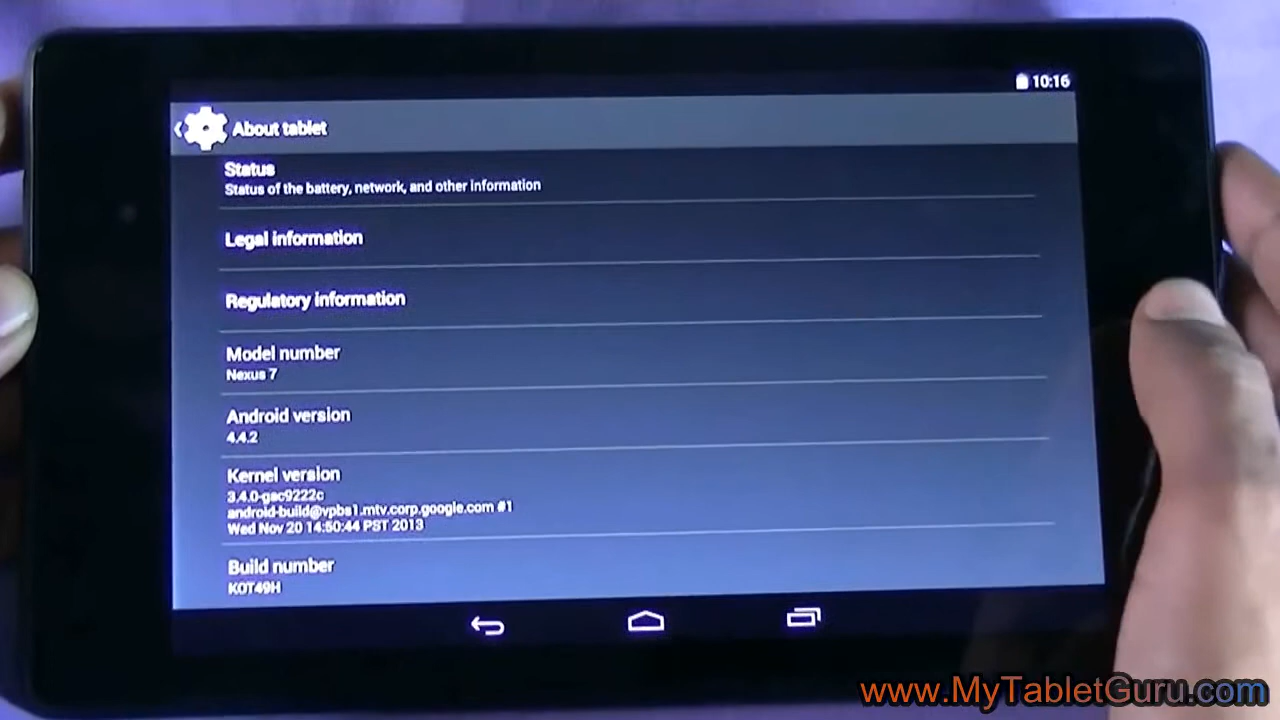 10:16
About tablet
Status
Status of the battery, network, and other information
Legal information
Regulatory information
Model number
Nexus 7
Android version
4.4.2
Kernel version
3.4.0-gac9222c
android-build@vpbs1.mtv.corp.google.com #1
Wed Nov 20 14:50:44 PST 2013
Build number
KOT49H
www.MyTabletGuru.com